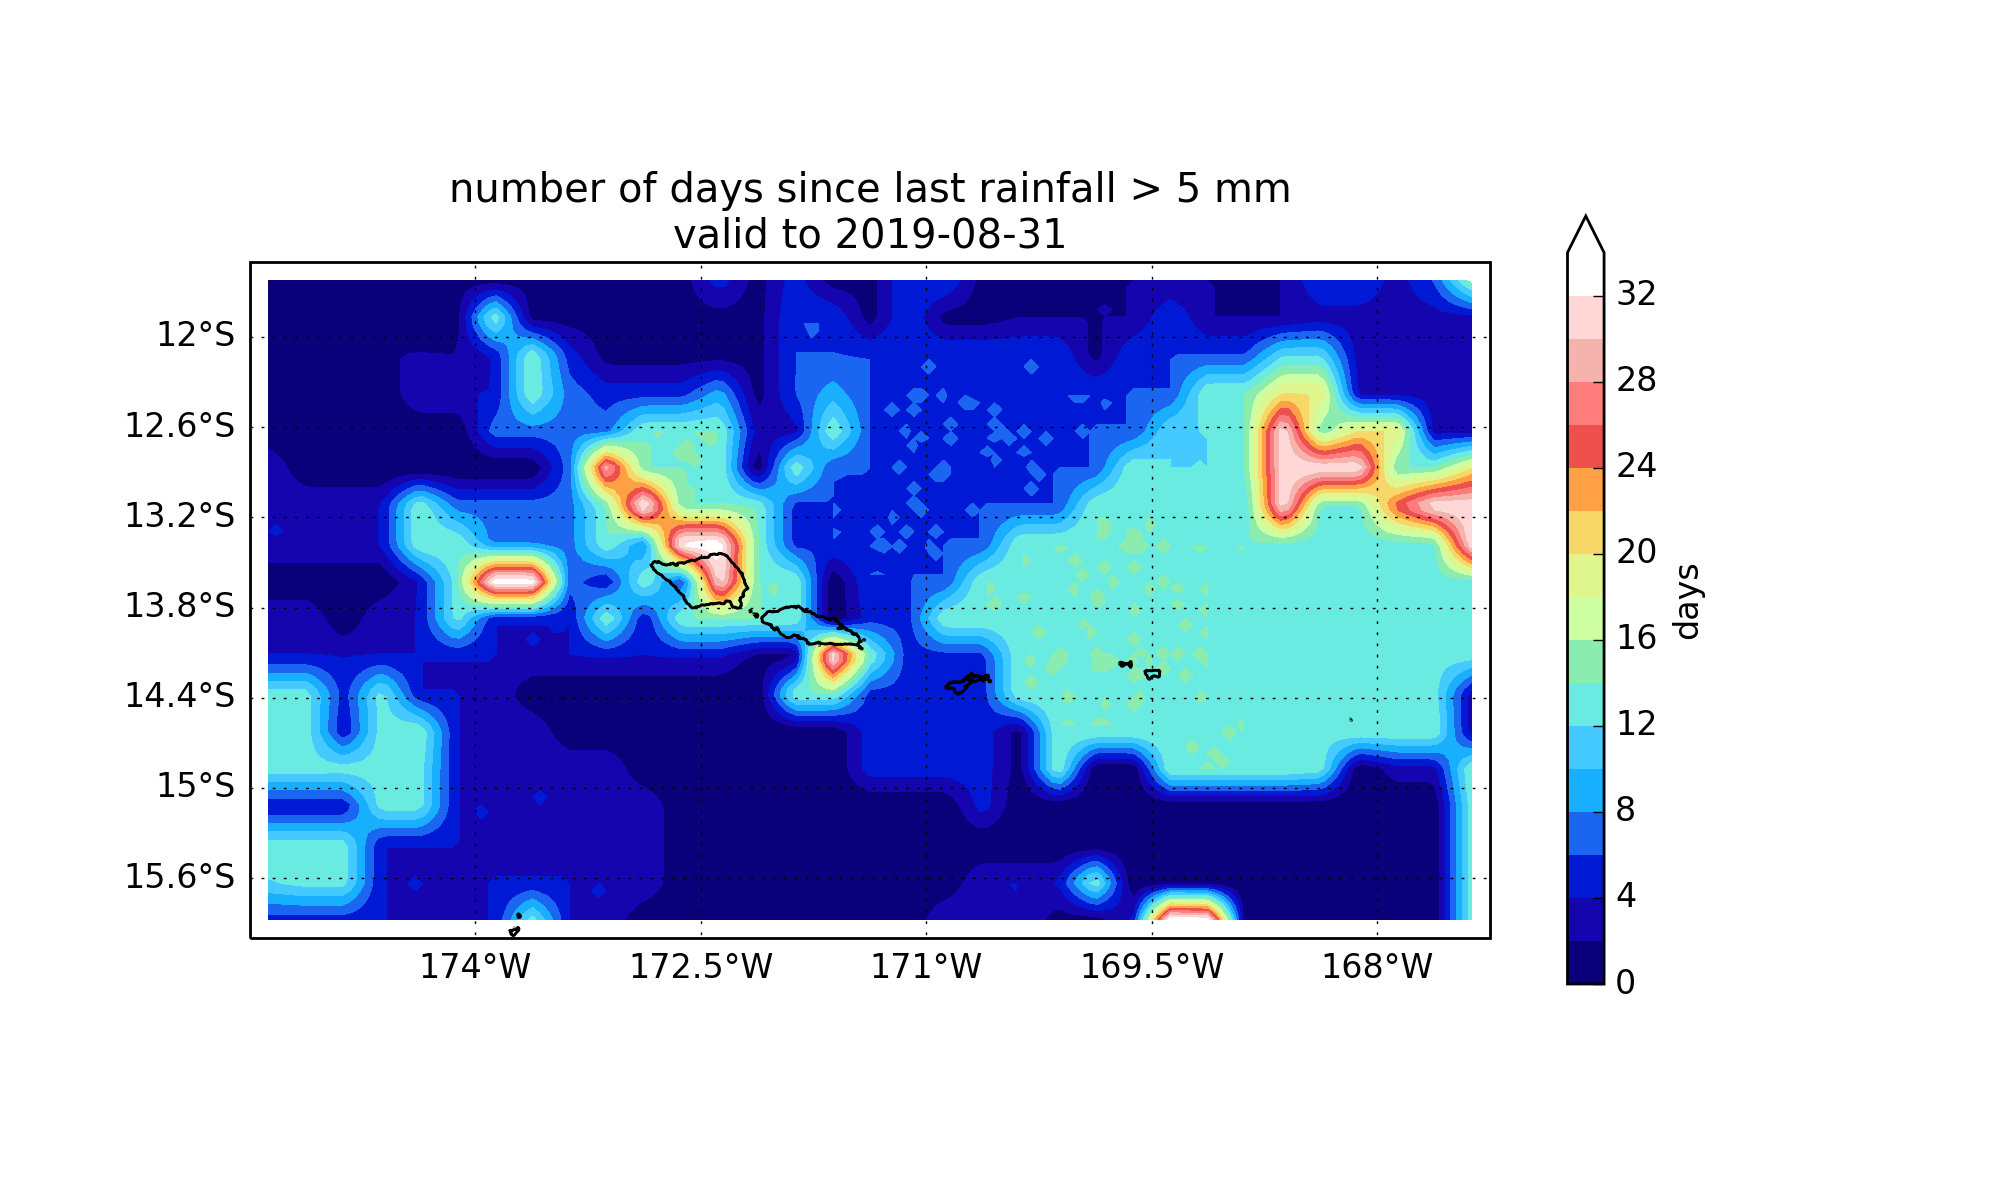 number of days since last rainfall > 5 mm
valid to 2019-08-31
12°S
12.6°S
13.2°S
13.8°S
14.4°S
15°S
15.6°S
174°W
172.5°W
171°W
169.5°W
168°W
32
28
24
20
16
12
8
4
0
days